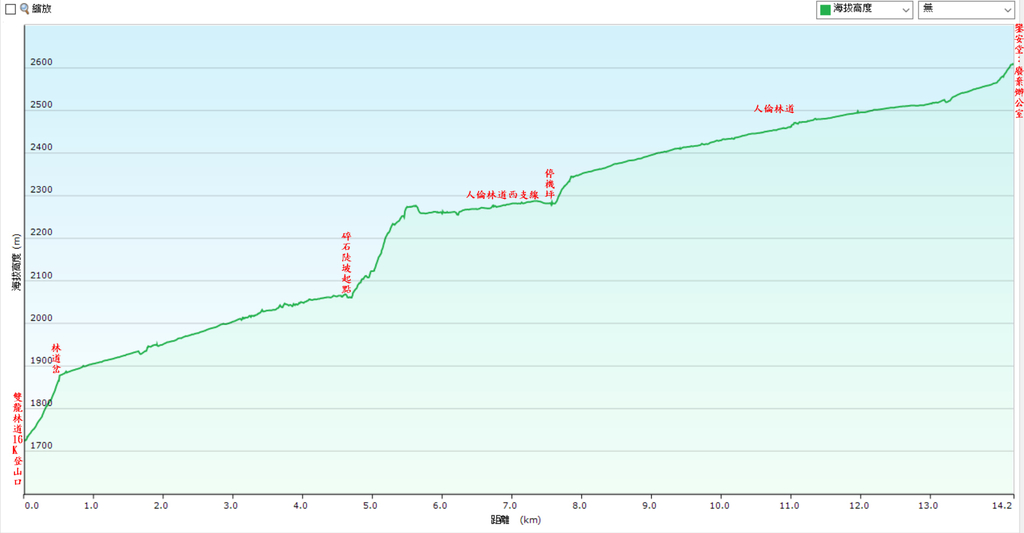 縮放
海拔高度
無
2600
2500
2400
2300
2200
2100
2000
1900
1800
1700
海拔高度 (m)
雙龍林道16K登山口
林道岔
碎石陡坡起點
人倫林道西支線
停機坪
人倫林道
鑾安堂:廢棄辦公室
0.0 1.0 2.0 3.0 4.0 5.0 6.0 7.0 8.0 9.0 10.0 11.0 12.0 13.0 14.2
距離 (km)